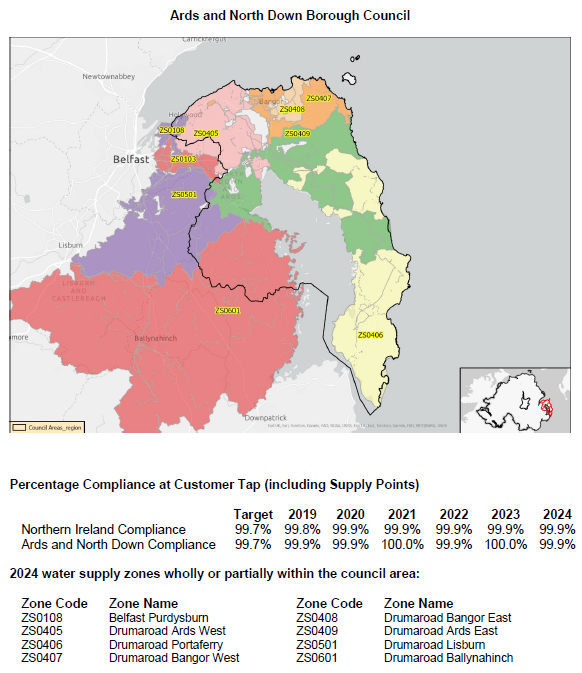 Ards and North Down Borough Council
Carrickfergus
Newtownabbey
ZS0407
Bangor
ZS0408
ZS0108
ZS0405
ZS0409
Belfast
ZS0103
ZS0501
ARDS
Lisburn
LISBURN
AND
CASTLEREAGH
ZS0601
ZS0406
Ballynahinch
more
Downpatrick
Council Areas_region
Percentage Compliance at Customer Tap (including Supply Points)
Target 2019 2020 2021 2022 2023 2024
Northern Ireland Compliance 99.7% 99.8% 99.9% 99.9% 99.9% 99.9% 99.9%
Ards and North Down Compliance 99.7% 99.9% 99.9% 100.0% 99.9% 100.0% 99.9%
2024 water supply zones wholly or partially within the council area:
Zone Code Zone Name Zone Code Zone Name
ZS0108 Belfast Purdysburn ZS0408 Drumaroad Bangor East
ZS0405 Drumaroad Ards West ZS0409 Drumaroad Ards East
ZS0406 Drumaroad Portaferry ZS0501 Drumaroad Lisburn
ZS0407 Drumaroad Bangor West ZS0601 Drumaroad Ballynahinch